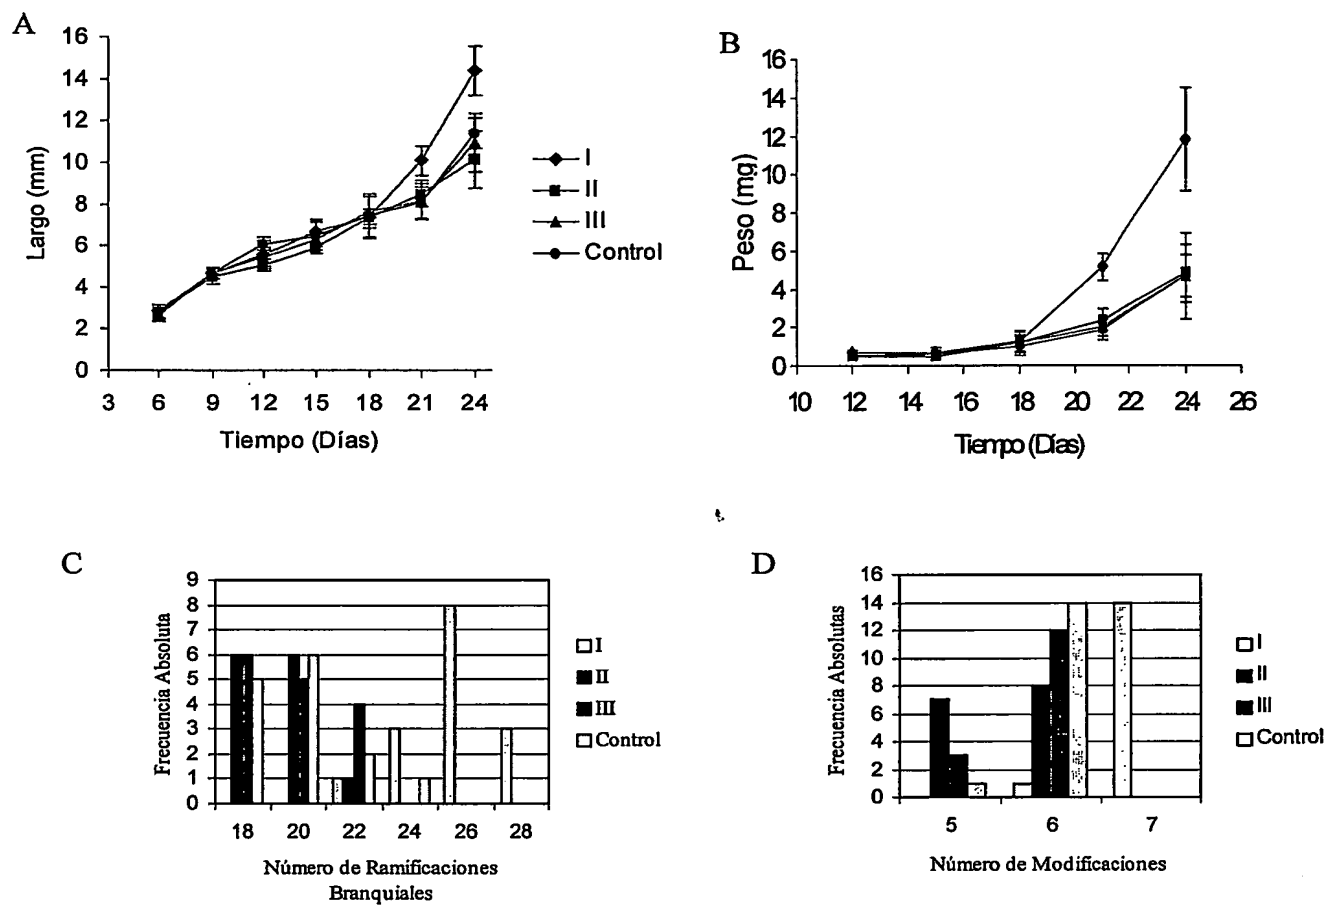 A
16
14
12
10
8
6
4
2
0
Largo (mm)
3 6 9 12 15 18 21 24
Tiempo (Días)
I
II
III
Control
B
16
14
12
10
8
6
4
2
0
Peso (mg)
10 12 14 16 18 20 22 24 26
Tiempo (Días)
C
9
8
7
6
5
4
3
2
1
0
Frecuencia Absoluta
18 20 22 24 26 28
Número de Ramificaciones
Branquiales
I
II
III
Control
D
16
14
12
10
8
6
4
2
0
Frecuencia Absolutas
5 6 7
Número de Modificaciones
I
II
III
Control